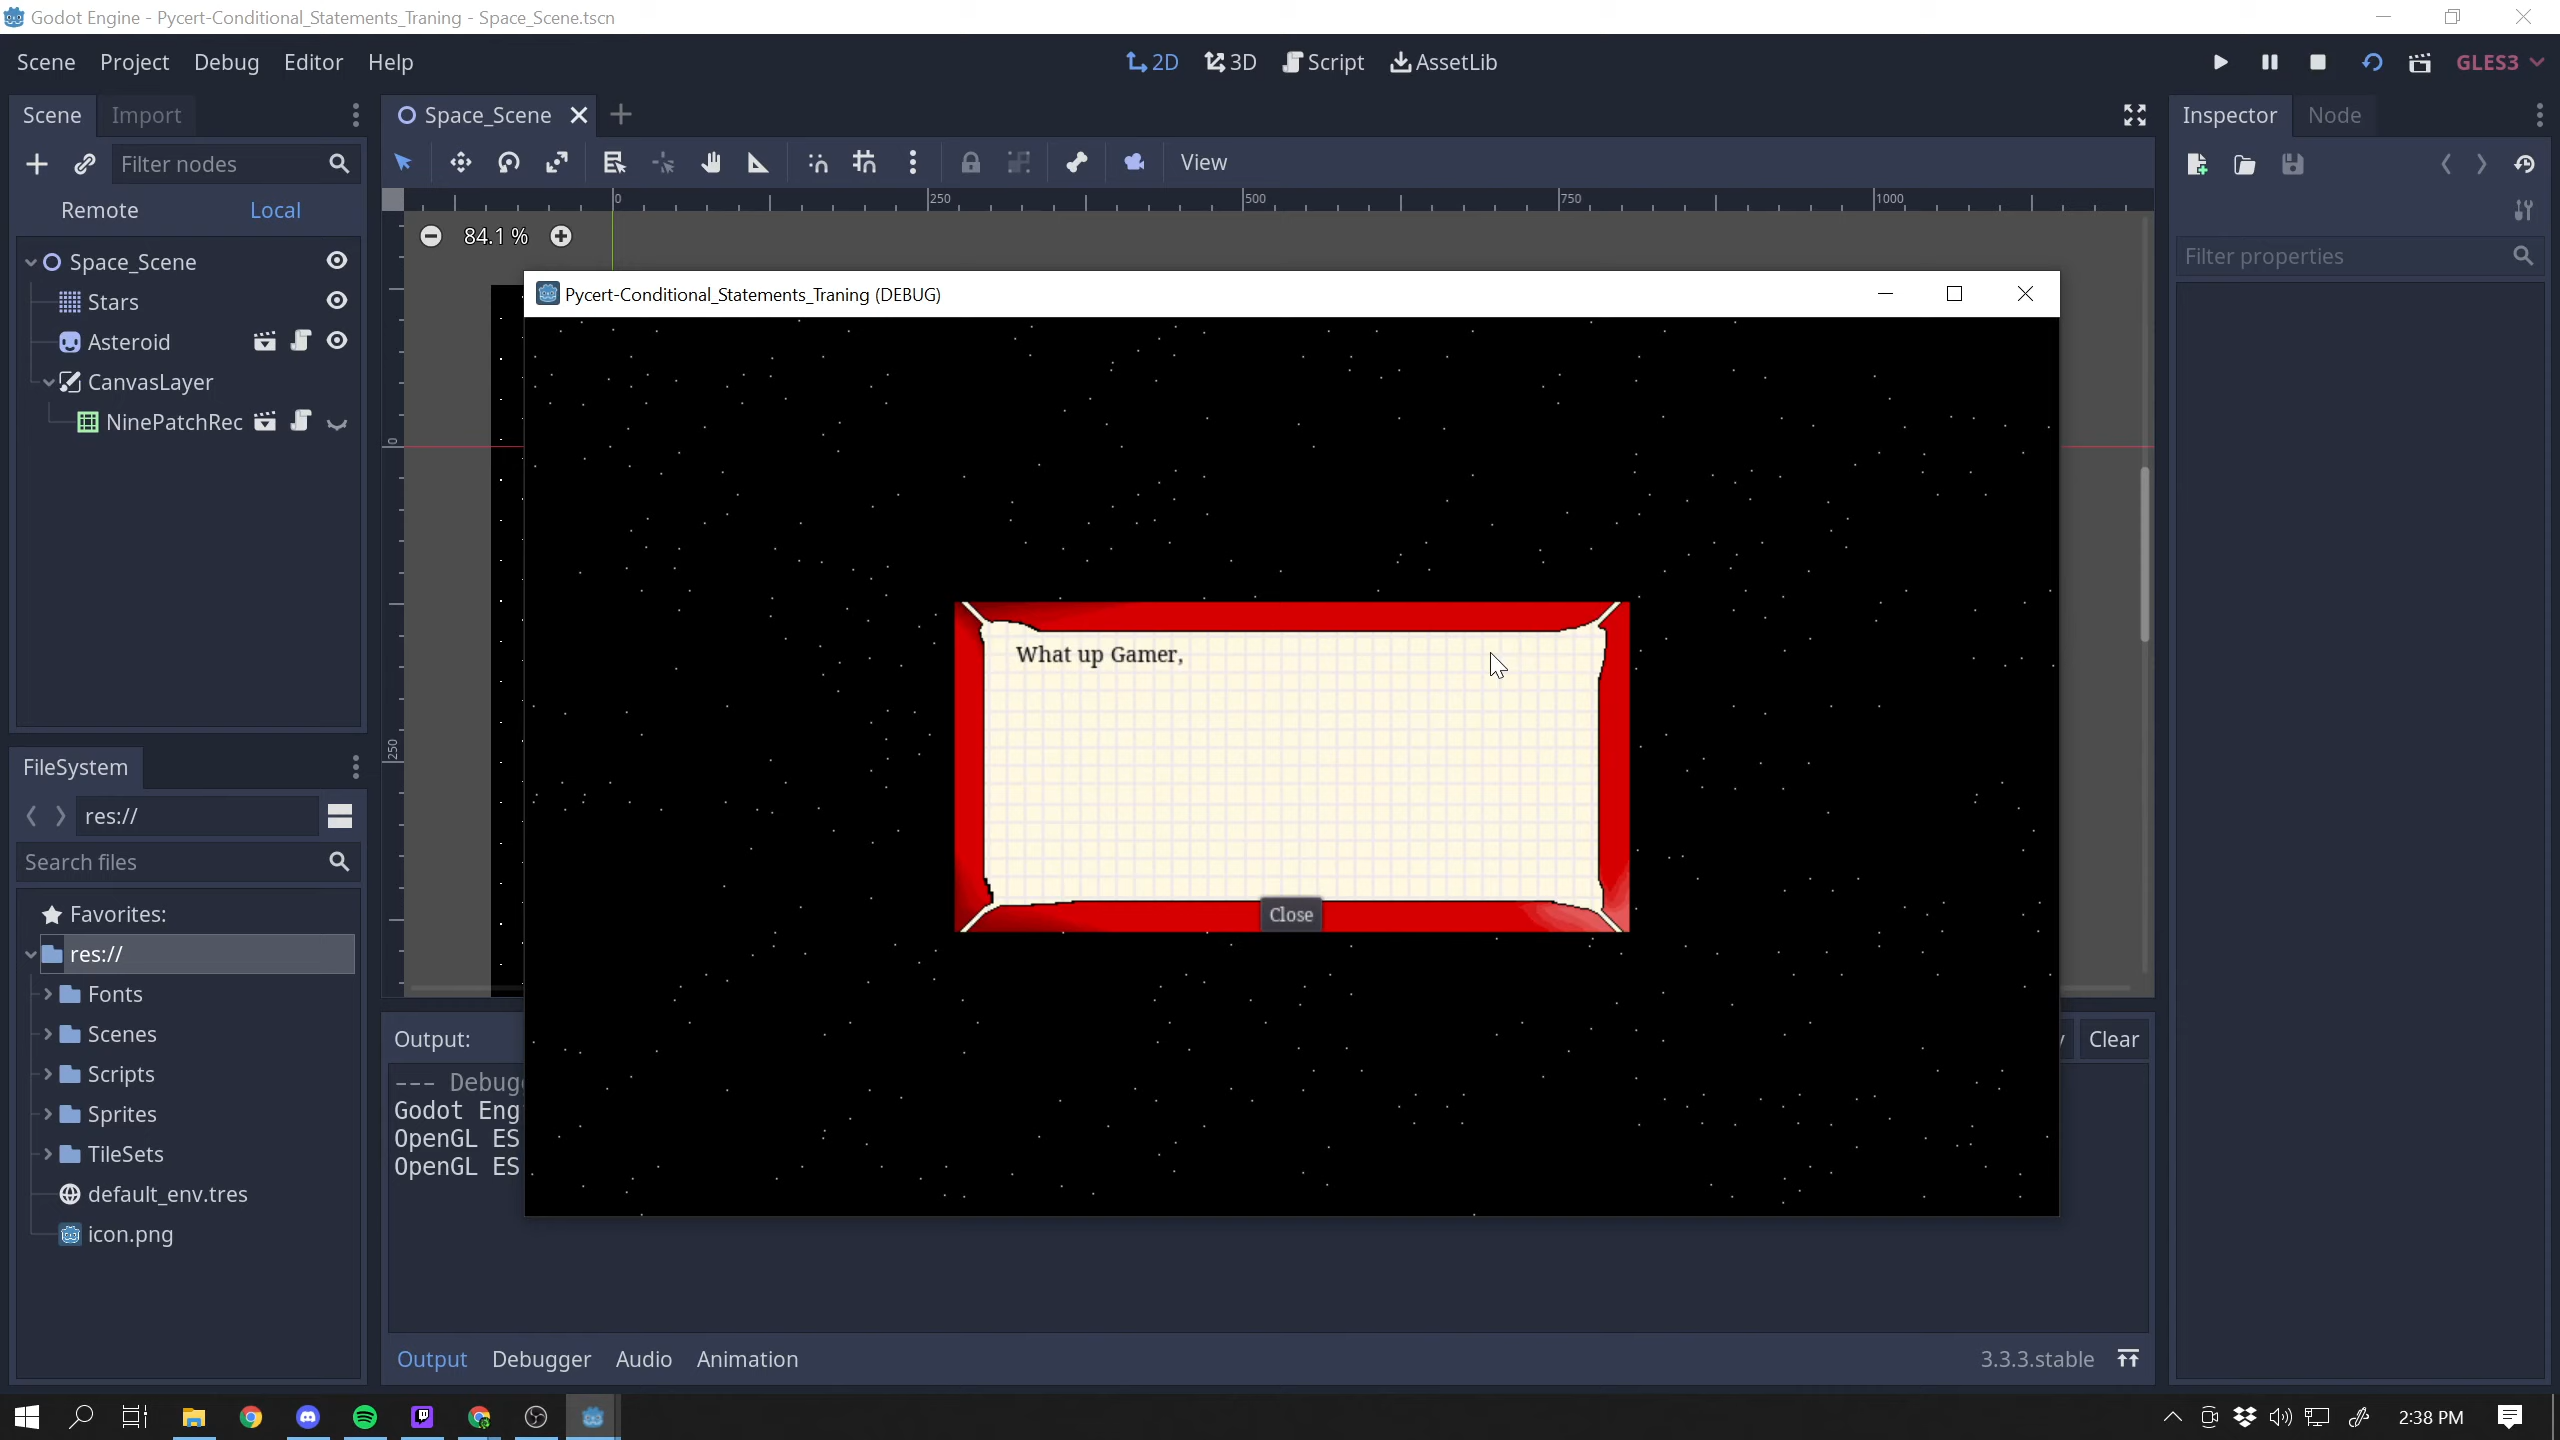 Godot Engine - Pycert-Conditional_Statements_Traning - Space_Scene.tscn
Scene Project Debug Editor Help
2D 3D Script AssetLib
GLES3
Scene Import
Space_Scene
Inspector Node
Filter nodes
View
Remote Local
0 250 500 750 1000
84.1 %
Filter properties
Space_Scene
Stars
Asteroid
CanvasLayer
NinePatchRec
Pycert-Conditional_Statements_Traning (DEBUG)
0
250
What up Gamer,
Close
FileSystem
res://
Search files
Favorites:
res://
Fonts
Scenes
Scripts
Sprites
TileSets
default_env.tres
icon.png
Output:
Clear
--- Debug
Godot Eng
OpenGL ES
OpenGL ES
Output Debugger Audio Animation
3.3.3.stable
2:38 PM